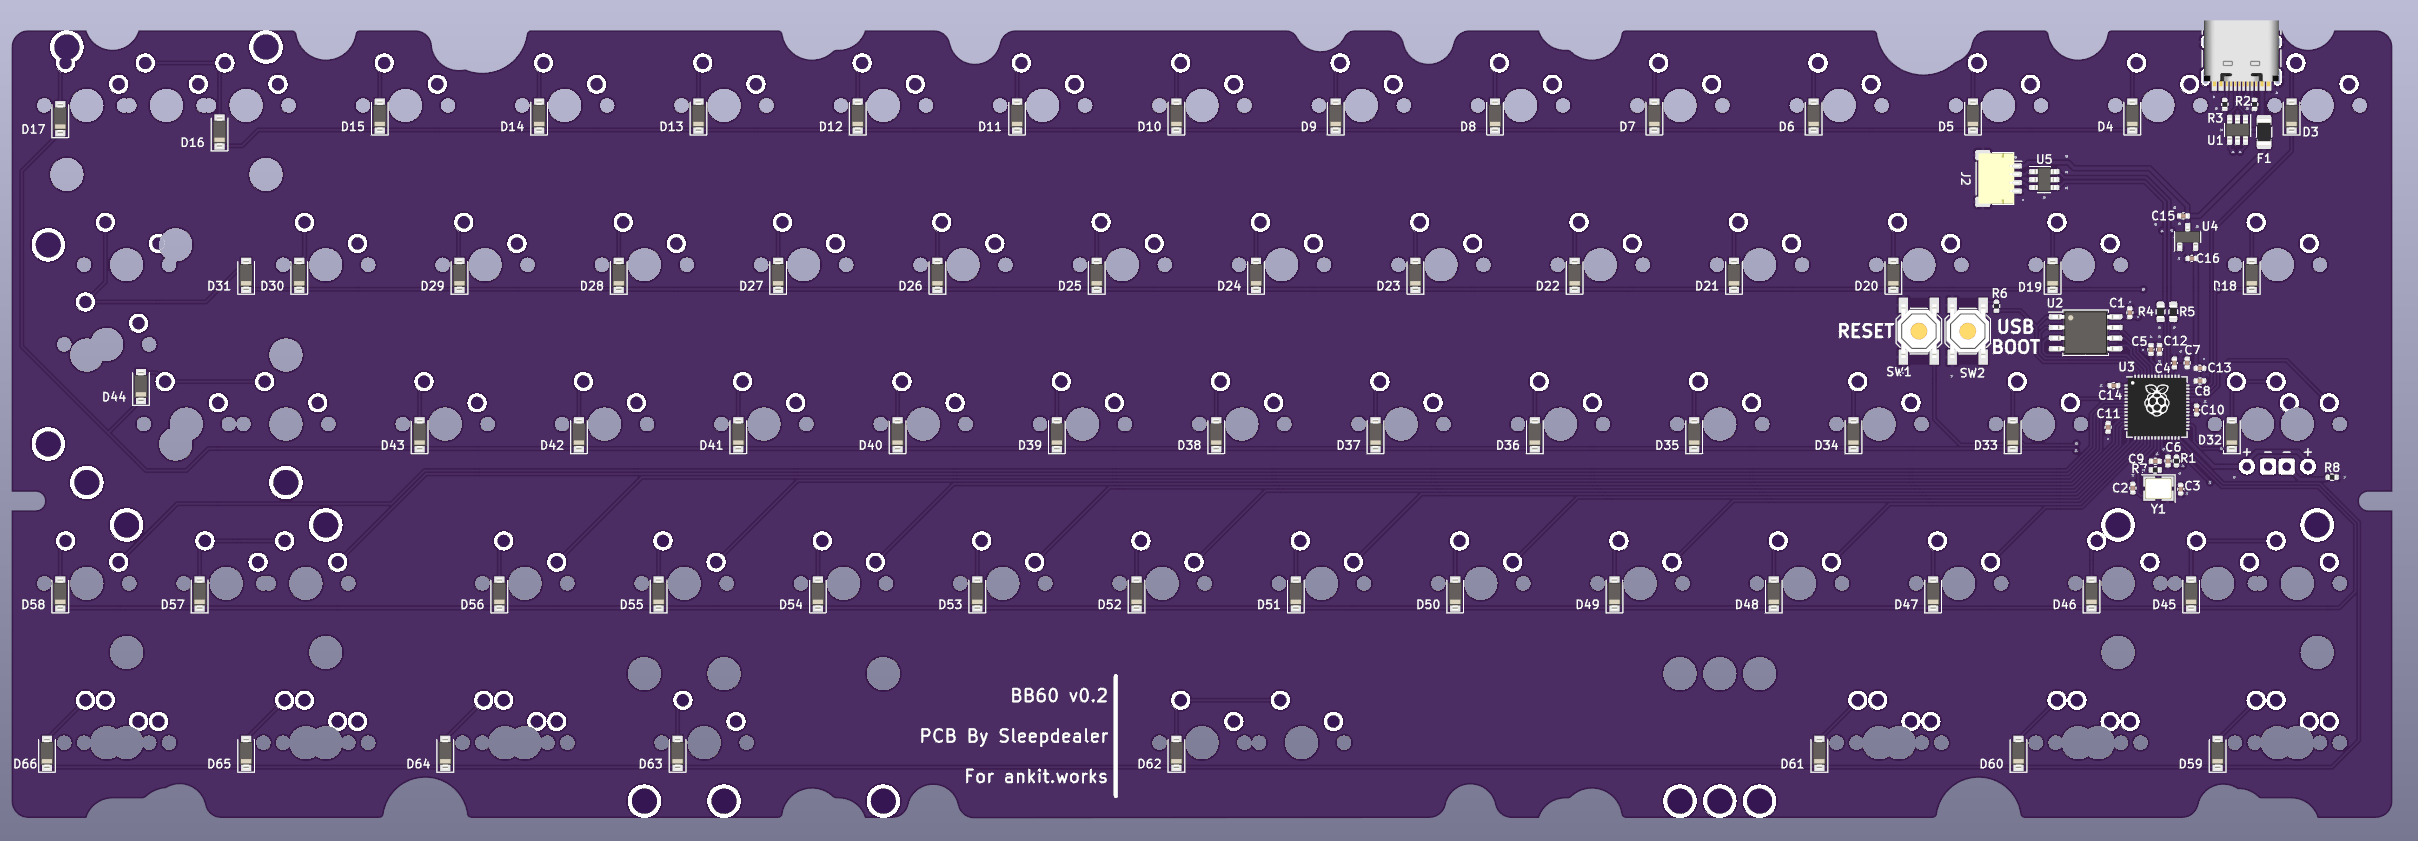 R2
D17
D16
D15
D14
D13
D12
D11
D10
D9
D8
D7
D6
D5
D4
R3
U1
F1
D3
J2
U5
C15
U4
C16
D31
D30
D29
D28
D27
D26
D25
D24
D23
D22
D21
D20
D19
D18
R6
U2
C1
R4
R5
RESET
USB
BOOT
SW1
SW2
C5
C12
C7
U3
C4
C13
C8
C14
C10
C11
D44
D43
D42
D41
D40
D39
D38
D37
D36
D35
D34
D33
D32
C6
C9
R1
R7
+ - - +
R8
C2
C3
Y1
D58
D57
D56
D55
D54
D53
D52
D51
D50
D49
D48
D47
D46
D45
BB60 v0.2
PCB By Sleepdealer
For ankit.works
D66
D65
D64
D63
D62
D61
D60
D59